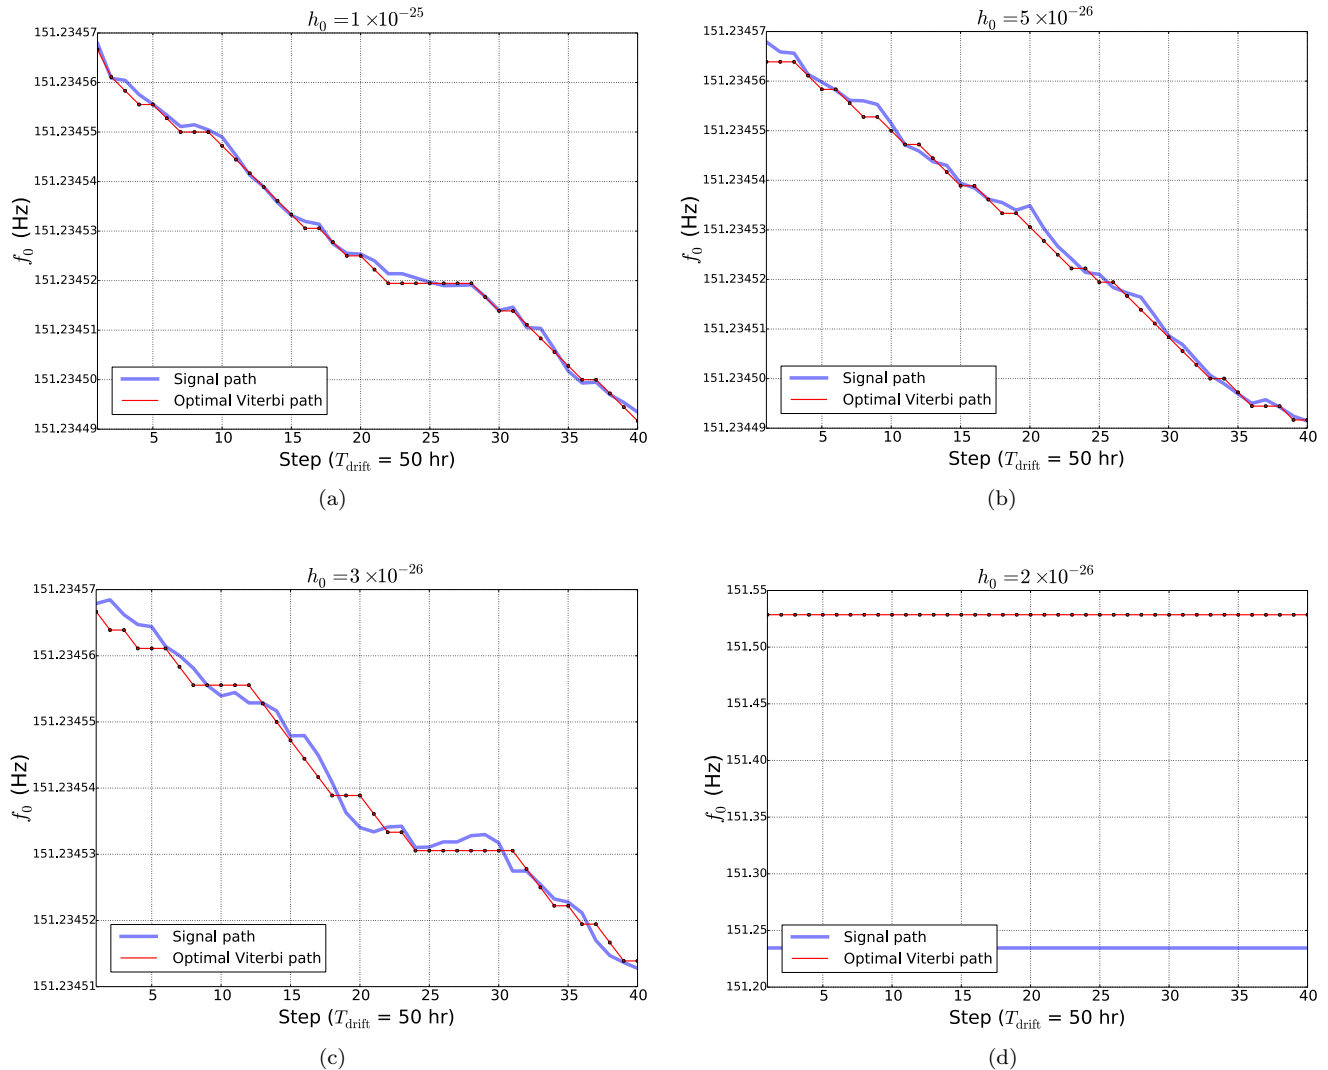 h₀ = 1×10⁻²⁵
151.23457
151.23456
151.23455
151.23454
151.23453
151.23452
151.23451
151.23450
151.23449
f₀ (Hz)
Signal path
Optimal Viterbi path
5 10 15 20 25 30 35 40
Step (T_drift = 50 hr)
(a)
h₀ = 5×10⁻²⁶
151.23457
151.23456
151.23455
151.23454
151.23453
151.23452
151.23451
151.23450
151.23449
f₀ (Hz)
Signal path
Optimal Viterbi path
5 10 15 20 25 30 35 40
Step (T_drift = 50 hr)
(b)
h₀ = 3×10⁻²⁶
151.23457
151.23456
151.23455
151.23454
151.23453
151.23452
151.23451
f₀ (Hz)
Signal path
Optimal Viterbi path
5 10 15 20 25 30 35 40
Step (T_drift = 50 hr)
(c)
h₀ = 2×10⁻²⁶
151.55
151.50
151.45
151.40
151.35
151.30
151.25
151.20
f₀ (Hz)
Signal path
Optimal Viterbi path
5 10 15 20 25 30 35 40
Step (T_drift = 50 hr)
(d)